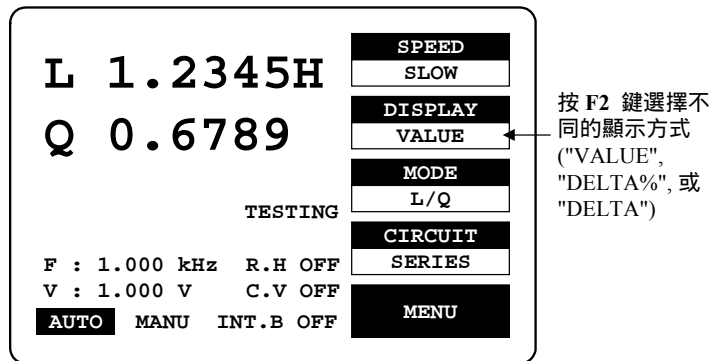 L 1.2345H
Q 0.6789
TESTING
F : 1.000 kHz R.H OFF
V : 1.000 V C.V OFF
AUTO MANU INT.B OFF
SPEED
SLOW
DISPLAY
VALUE
MODE
L/Q
CIRCUIT
SERIES
MENU
按 F2 鍵選擇不
同的顯示方式
("VALUE",
"DELTA%", 或
"DELTA")